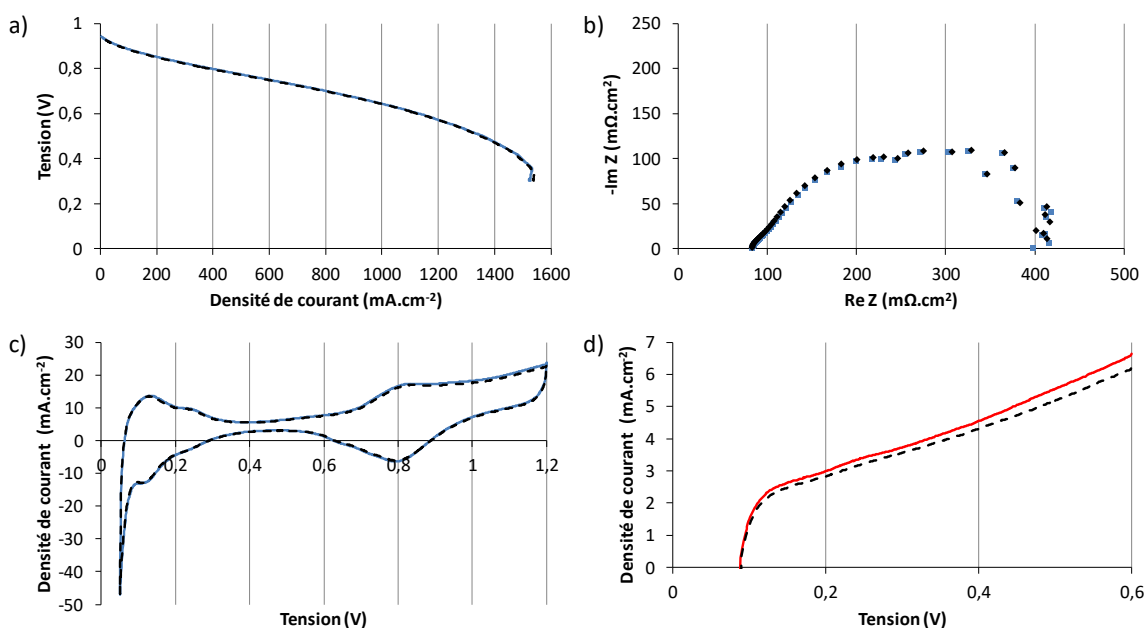 a)
Tension (V)
1
0,8
0,6
0,4
0,2
0
0 200 400 600 800 1000 1200 1400 1600
Densité de courant (mA.cm-2)
b)
-Im Z (mΩ.cm²)
250
200
150
100
50
0
0 100 200 300 400 500
Re Z (mΩ.cm²)
c)
Densité de courant (mA.cm-2)
30
20
10
0
-10
-20
-30
-40
-50
0 0,2 0,4 0,6 0,8 1 1,2
Tension (V)
d)
Densité de courant (mA.cm-2)
7
6
5
4
3
2
1
0
0 0,2 0,4 0,6
Tension (V)